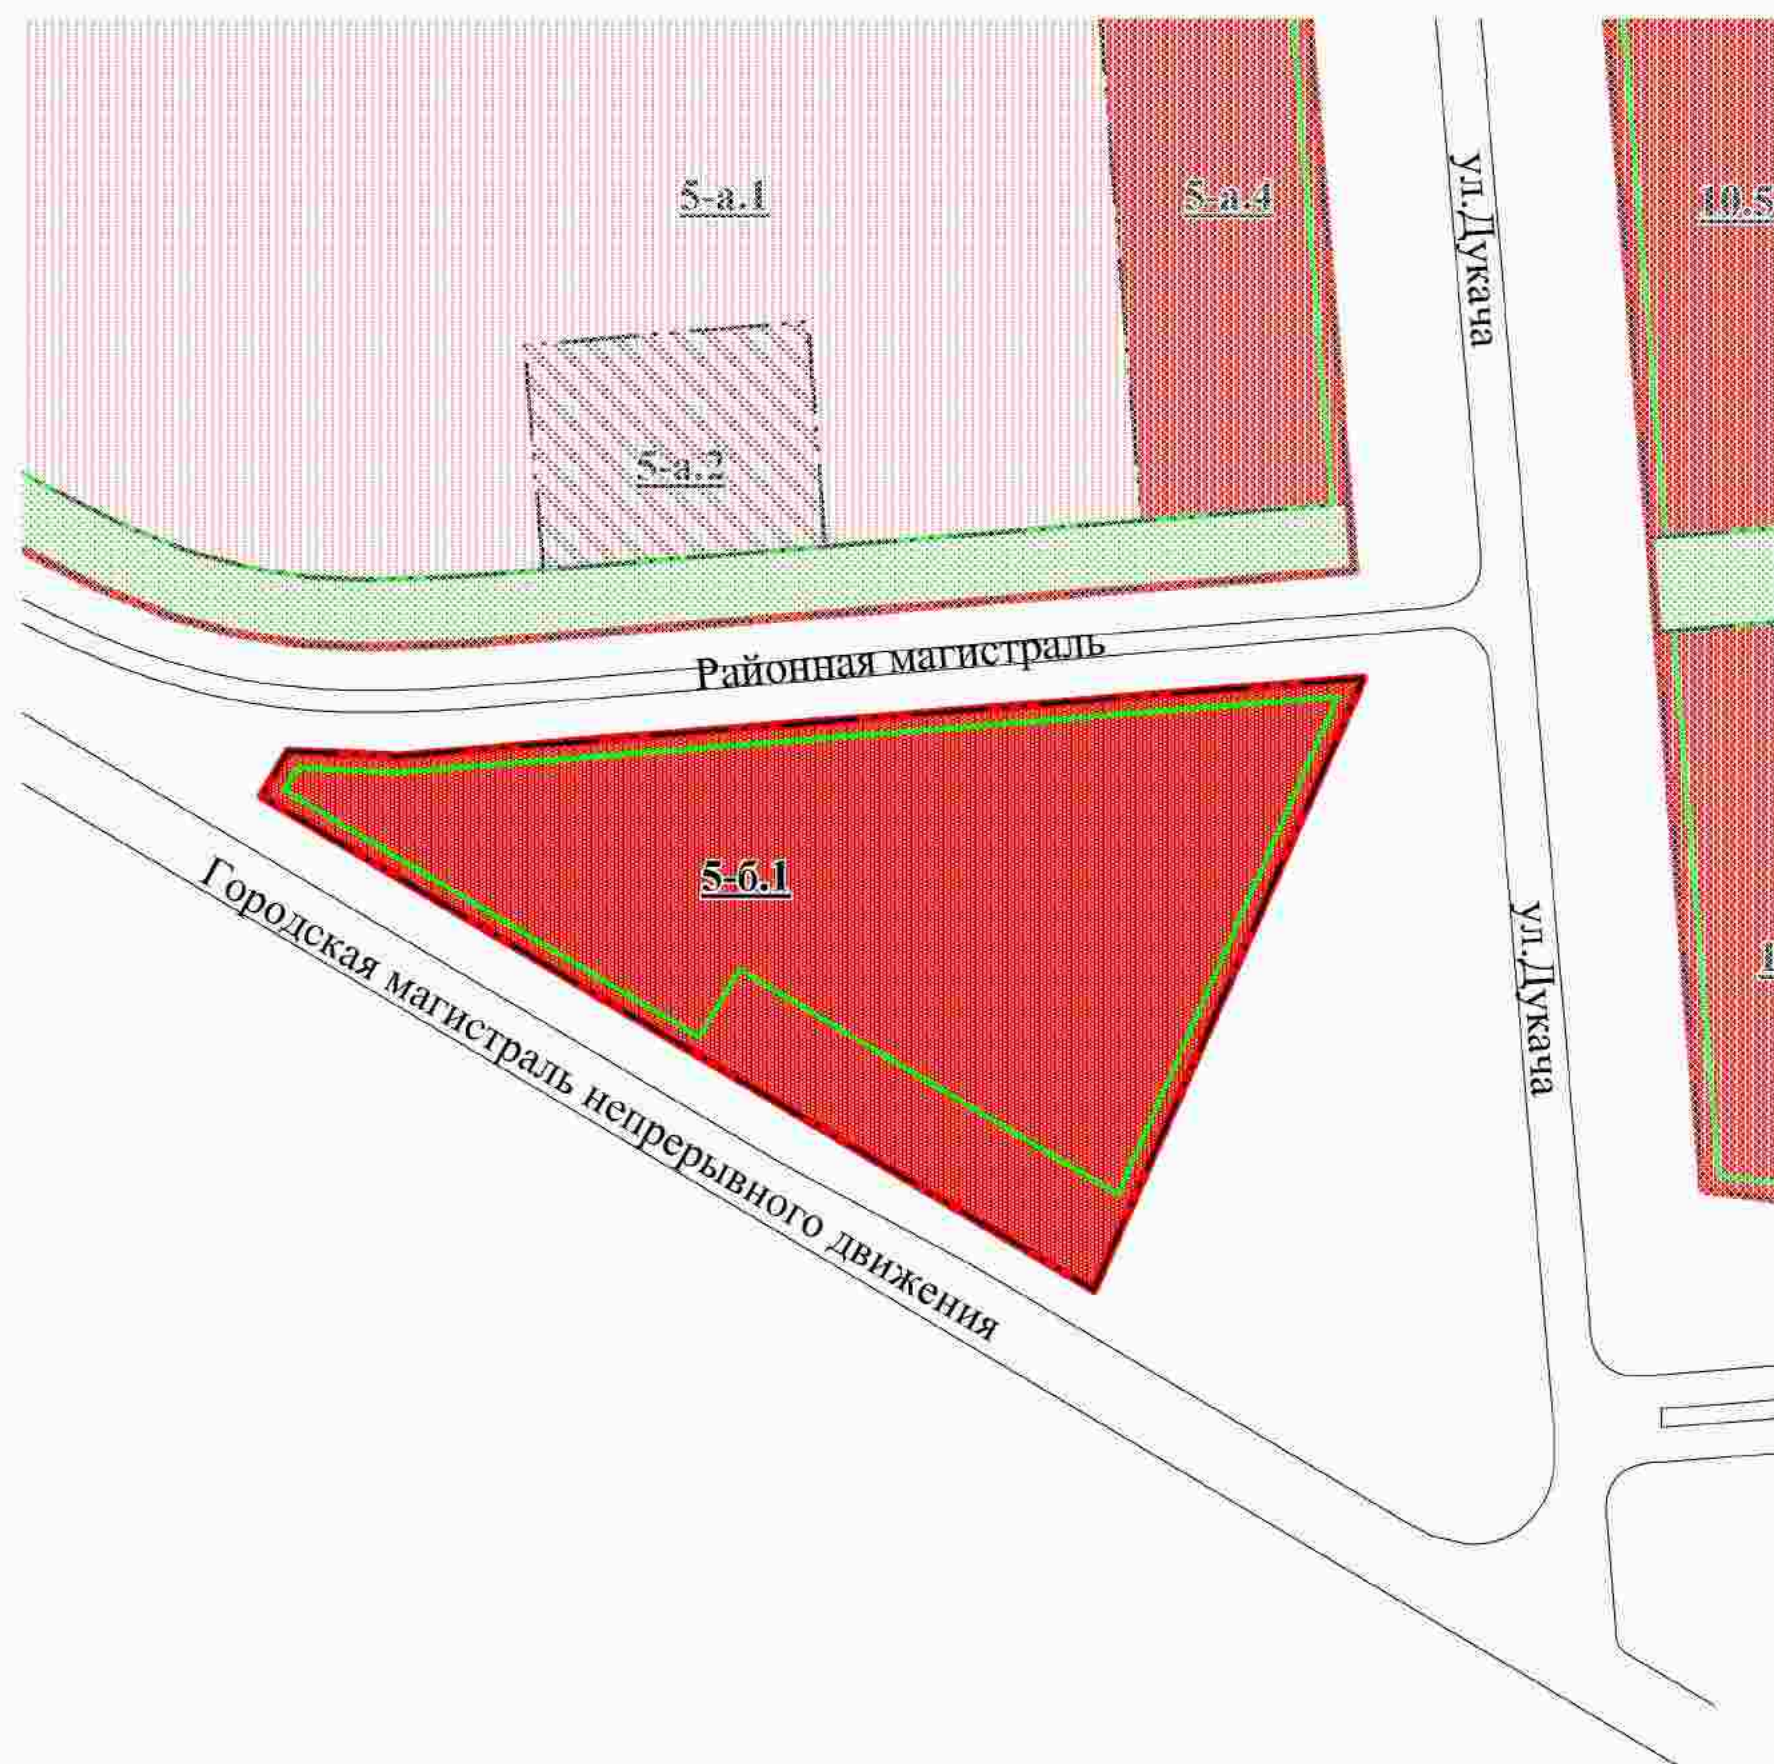 5-а.1
5-а.4
10.5
ул.Дукача
5-а.2
Районная магистраль
5-б.1
ул.Дукача
Городская магистраль непрерывного движения